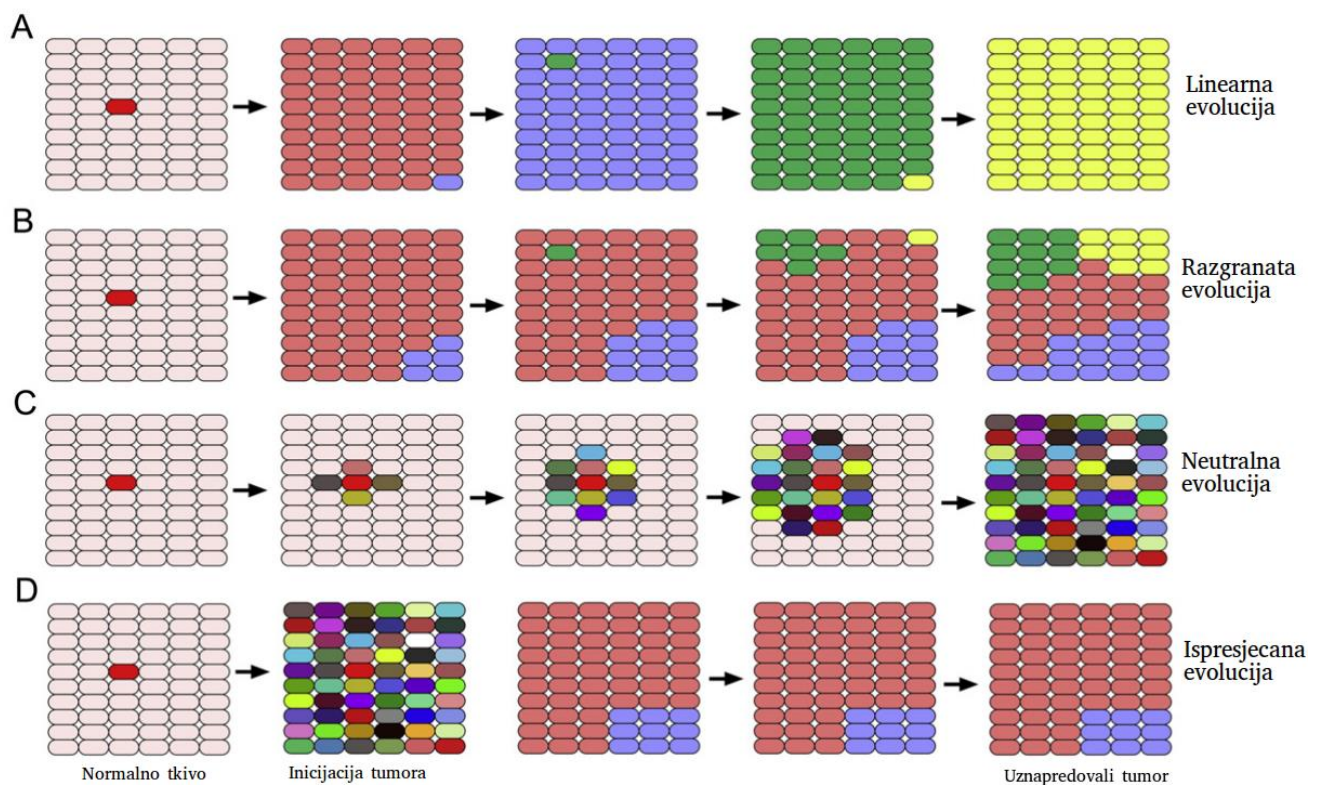 A
Linearna
evolucija
B
Razgranata
evolucija
C
Neutralna
evolucija
D
Ispresjecana
evolucija
Normalno tkivo
Inicijacija tumora
Uznapredovali tumor